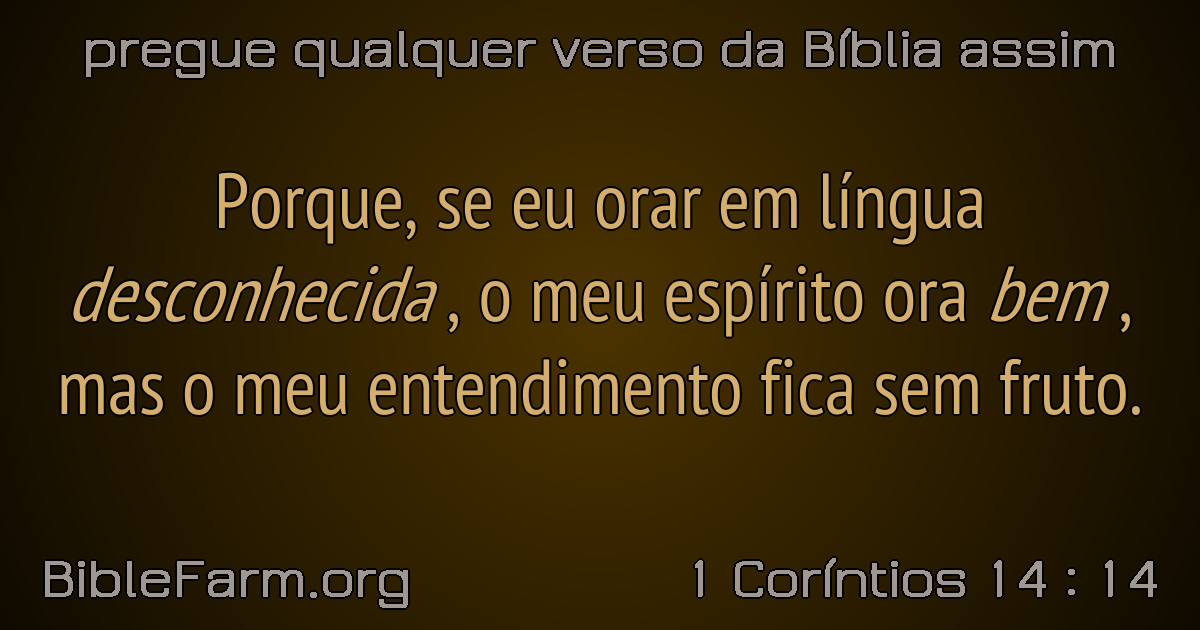 pregue qualquer verso da Bíblia assim
Porque, se eu orar em língua
desconhecida , o meu espírito ora bem ,
mas o meu entendimento fica sem fruto.
BibleFarm.org
1 Coríntios 14 : 14